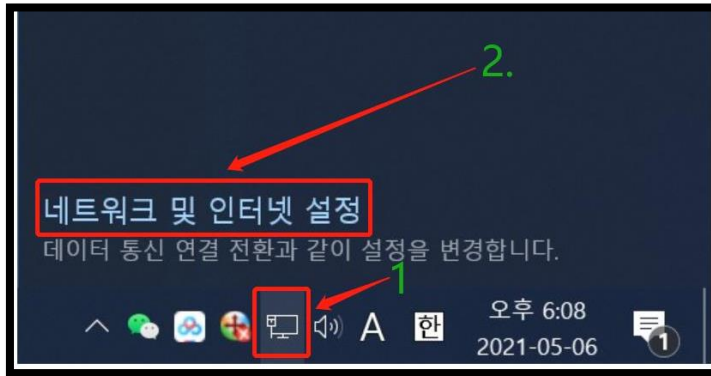 2.
네트워크 및 인터넷 설정
데이터 통신 연결 전환과 같이 설정을 변경합니다.
1
A 한 오후 6:08
2021-05-06
1